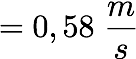 = 0,58 m/s